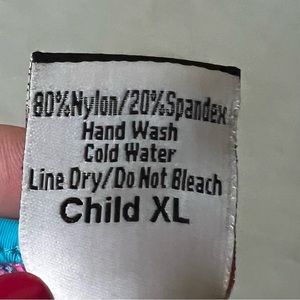 80%Nylon/20%Spandex
Hand Wash
Cold Water
Line Dry/Do Not Bleach
Child XL